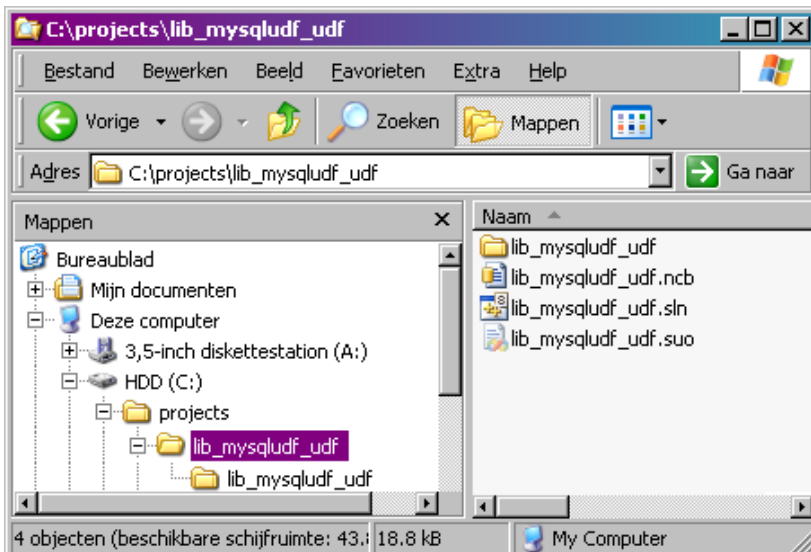 C:\projects\lib_mysqludf_udf
Bestand Bewerken Beeld Favorieten Extra Help
Vorige Zoeken Mappen
Adres C:\projects\lib_mysqludf_udf Ga naar
Mappen
Bureaublad
Mijn documenten
Deze computer
3,5-inch diskettestation (A:)
HDD (C:)
projects
lib_mysqludf_udf
lib_mysqludf_udf
Naam
lib_mysqludf_udf
lib_mysqludf_udf.ncb
lib_mysqludf_udf.sln
lib_mysqludf_udf.suo
4 objecten (beschikbare schijfruimte: 43. 18.8 kB My Computer